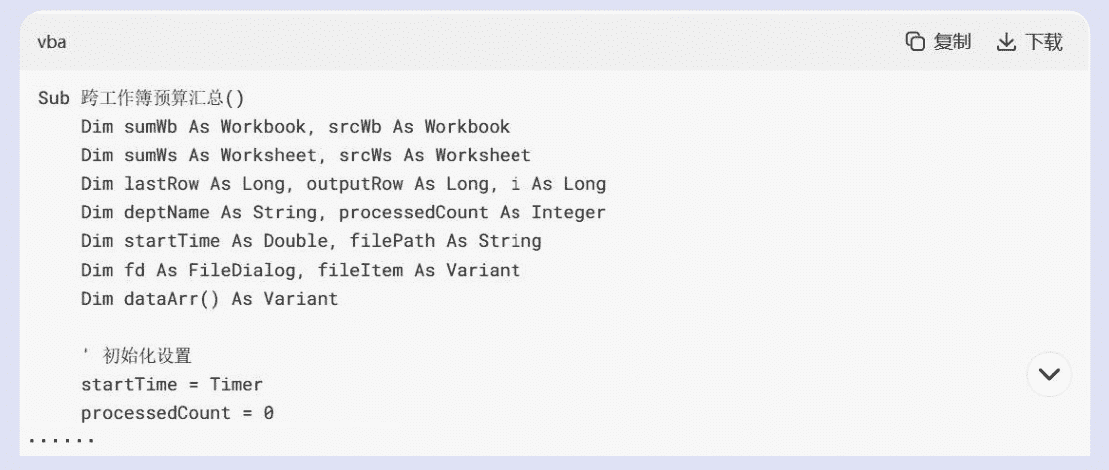 vba
复制 下载
Sub 跨工作簿预算汇总()
    Dim sumWb As Workbook, srcWb As Workbook
    Dim sumWs As Worksheet, srcWs As Worksheet
    Dim lastRow As Long, outputRow As Long, i As Long
    Dim deptName As String, processedCount As Integer
    Dim startTime As Double, filePath As String
    Dim fd As FileDialog, fileItem As Variant
    Dim dataArr() As Variant
    ' 初始化设置
    startTime = Timer
    processedCount = 0
......